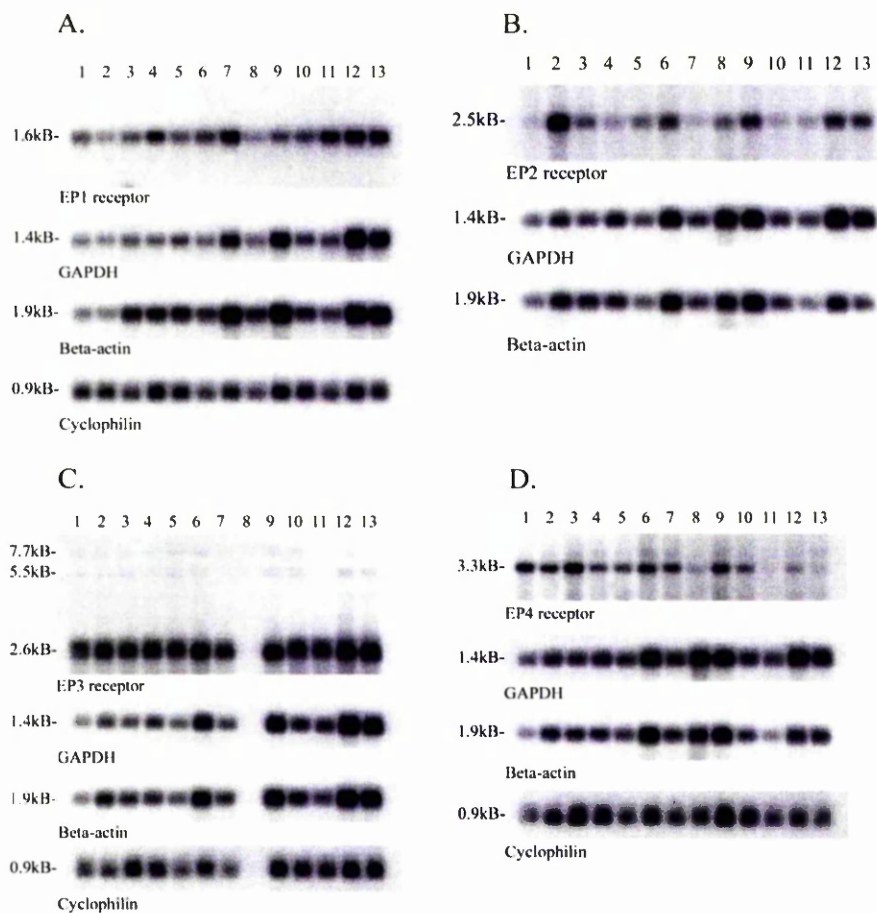 A.
1 2 3 4 5 6 7 8 9 10 11 12 13
1.6kB-
EP1 receptor
1.4kB-
GAPDH
1.9kB-
Beta-actin
0.9kB-
Cyclophilin
B.
1 2 3 4 5 6 7 8 9 10 11 12 13
2.5kB-
EP2 receptor
1.4kB-
GAPDH
1.9kB-
Beta-actin
C.
1 2 3 4 5 6 7 8 9 10 11 12 13
7.7kB-
5.5kB-
2.6kB-
EP3 receptor
1.4kB-
GAPDH
1.9kB-
Beta-actin
0.9kB-
Cyclophilin
D.
1 2 3 4 5 6 7 8 9 10 11 12 13
3.3kB-
EP4 receptor
1.4kB-
GAPDH
1.9kB-
Beta-actin
0.9kB-
Cyclophilin